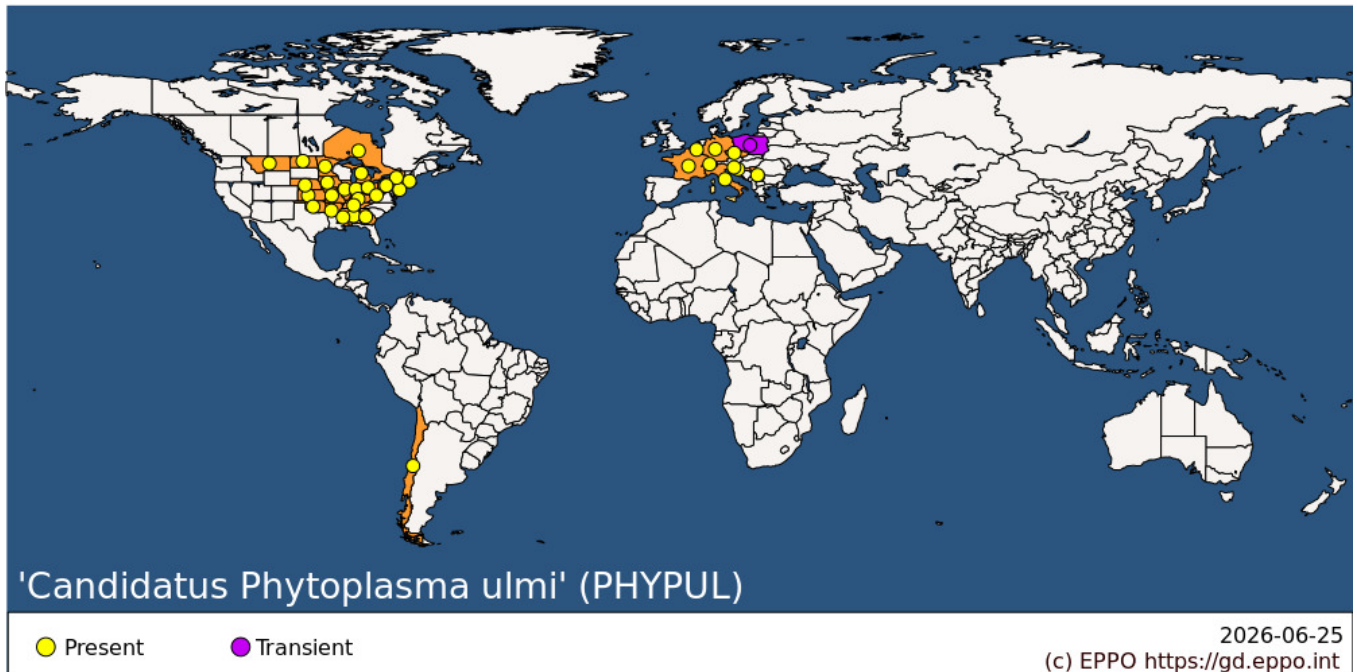 'Candidatus Phytoplasma ulmi' (PHYPUL)
Present
Transient
2026-06-25
(c) EPPO https://gd.eppo.int